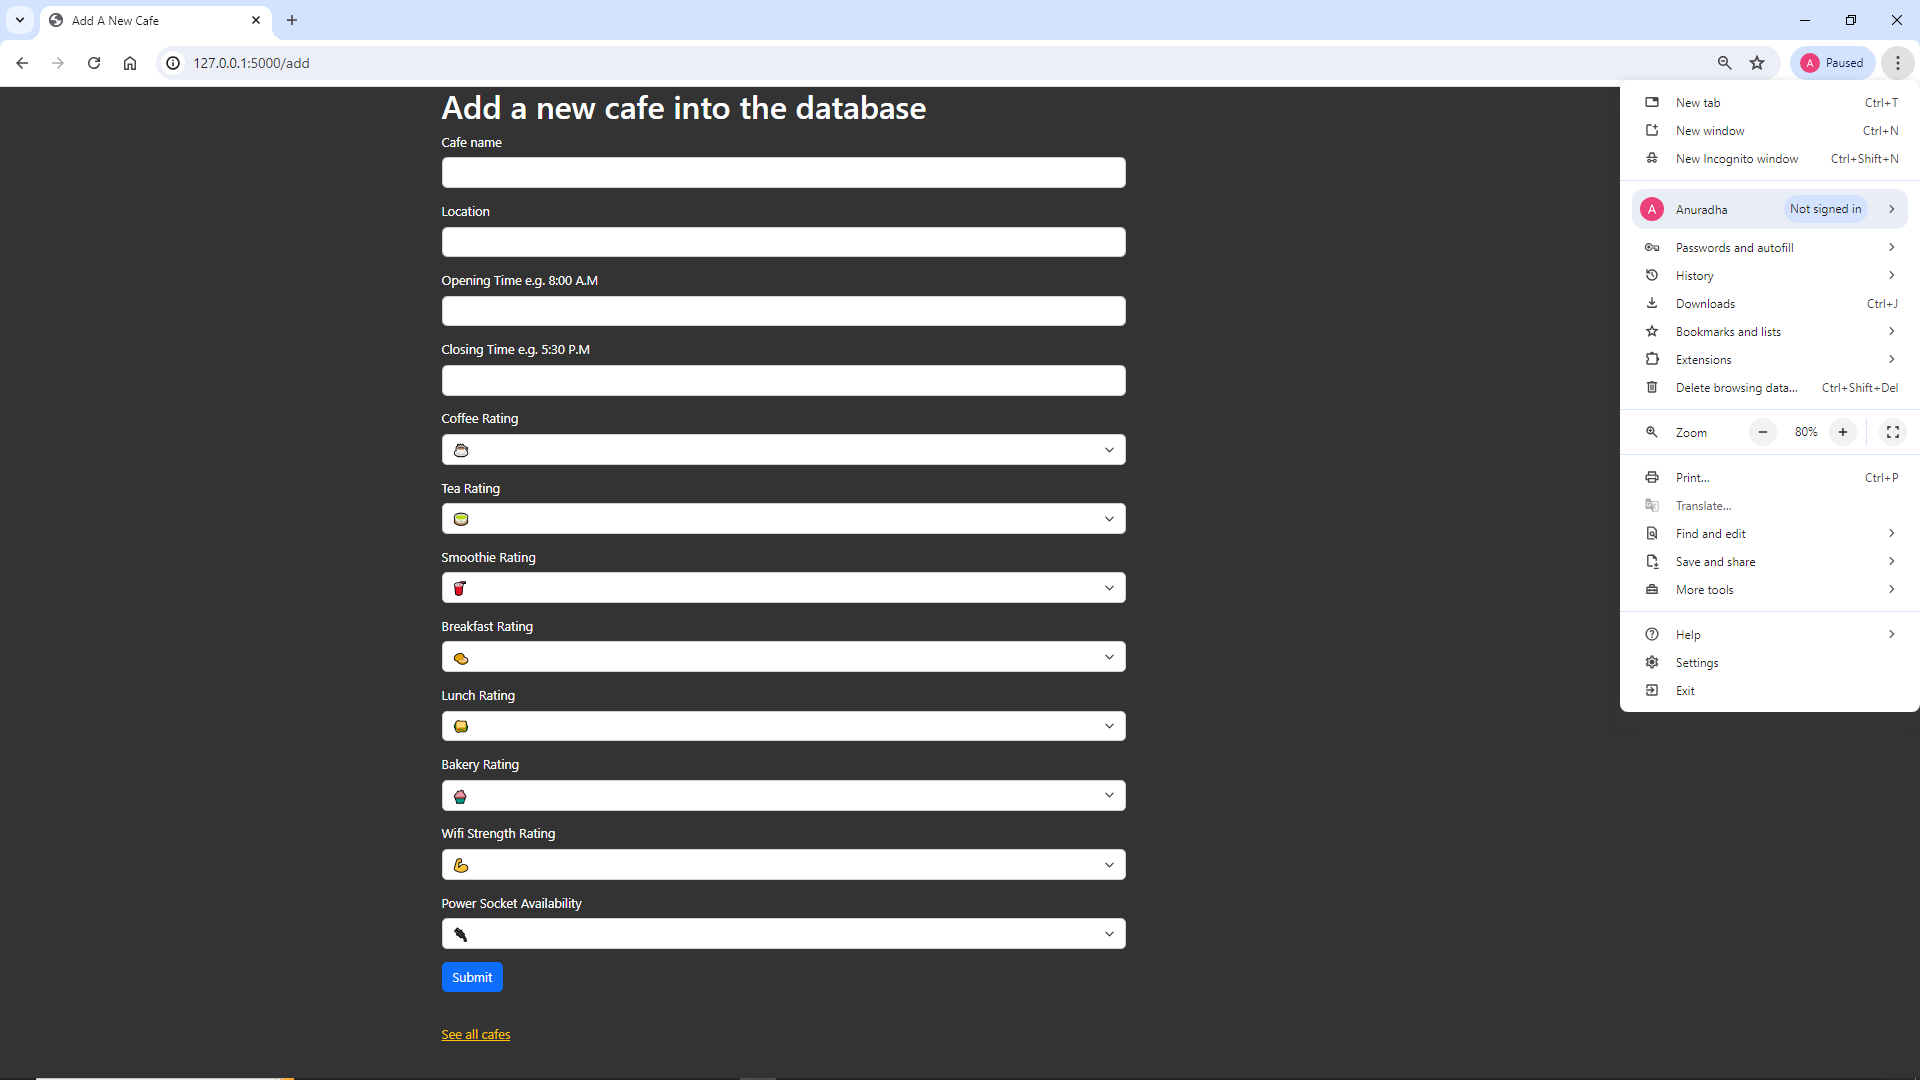 Add A New Cafe
127.0.0.1:5000/add
A Paused
Add a new cafe into the database
Cafe name
Location
Opening Time e.g. 8:00 A.M
Closing Time e.g. 5:30 P.M
Coffee Rating
Tea Rating
Smoothie Rating
Breakfast Rating
Lunch Rating
Bakery Rating
Wifi Strength Rating
Power Socket Availability
Submit
See all cafes
New tab Ctrl+T
New window Ctrl+N
New Incognito window Ctrl+Shift+N
A Anuradha Not signed in
Passwords and autofill
History
Downloads Ctrl+J
Bookmarks and lists
Extensions
Delete browsing data... Ctrl+Shift+Del
Zoom − 80% +
Print... Ctrl+P
Translate...
Find and edit
Save and share
More tools
Help
Settings
Exit